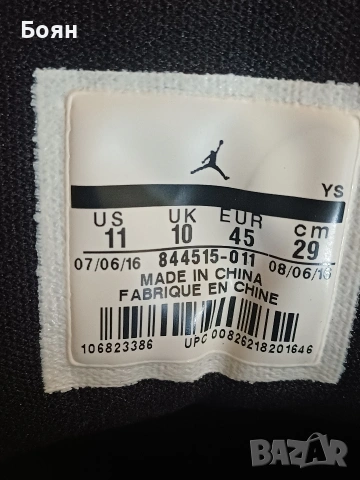 Боян
YS
US UK EUR cm
11 10 45 29
07/06/16 844515-011 08/06/16
MADE IN CHINA
FABRIQUE EN CHINE
106823386 UPC 00826218201646
BAZAR